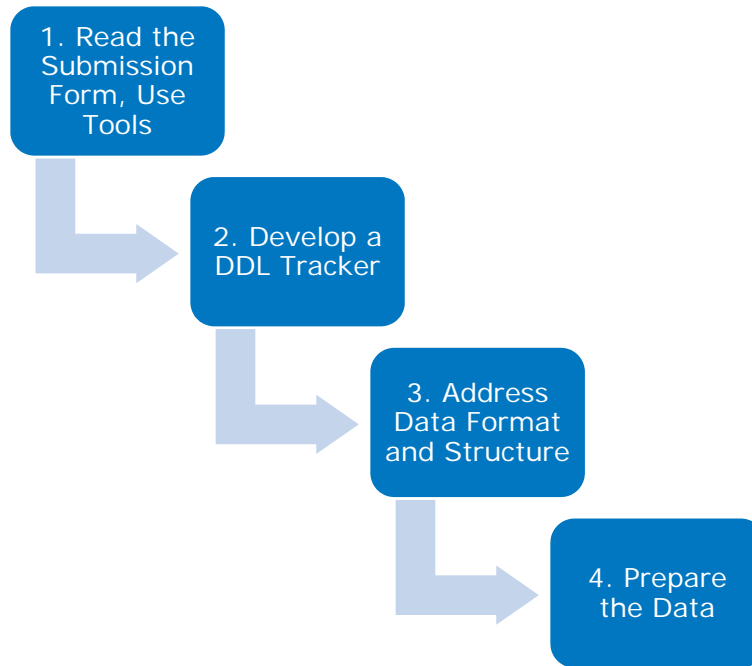 1. Read the
Submission
Form, Use
Tools
2. Develop a
DDL Tracker
3. Address
Data Format
and Structure
4. Prepare
the Data